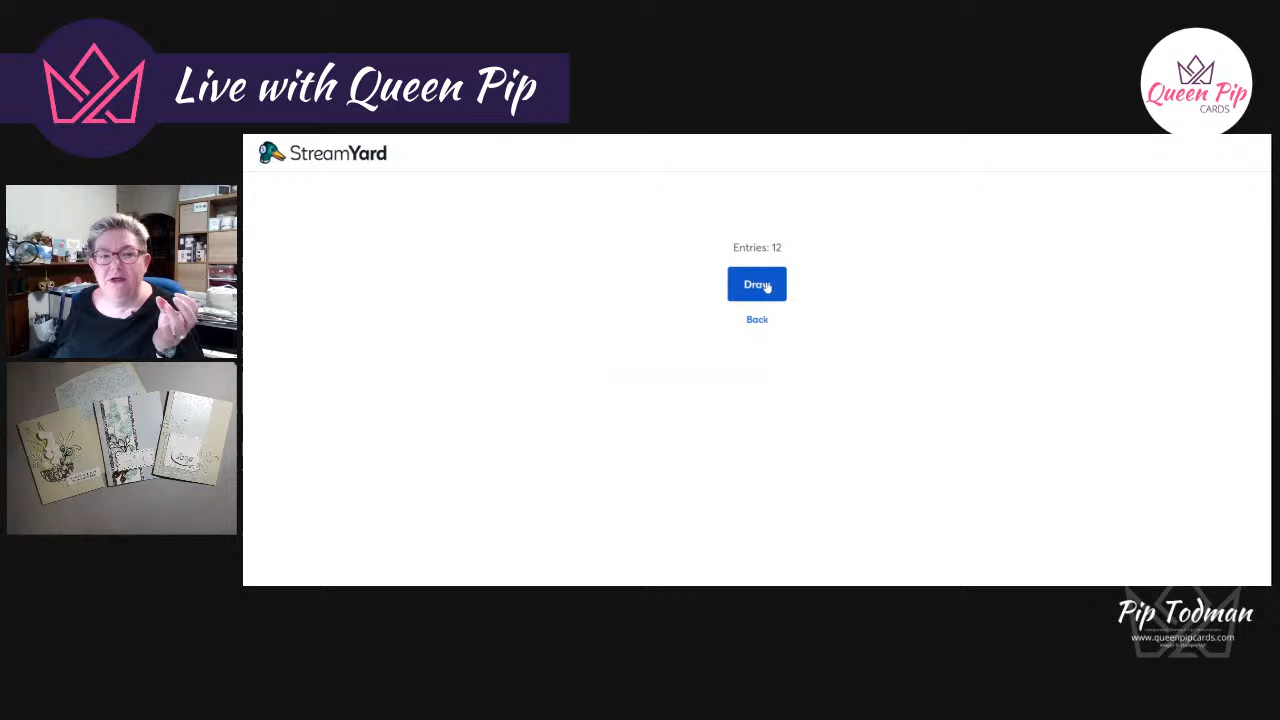 Live with Queen Pip
Queen Pip
CARDS
StreamYard
Entries: 12
Draw
Back
Pip Todman
www.queenpipcards.com